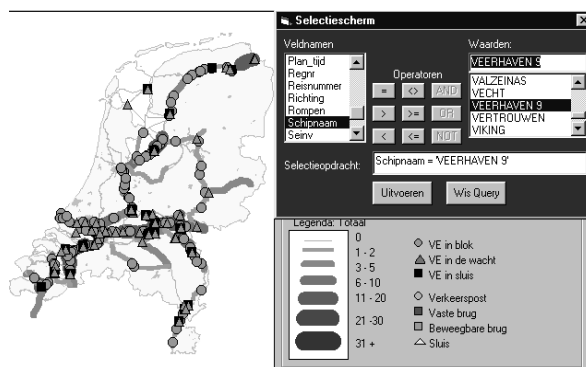 Selectiescherm
Veldnamen
Plan_tijd
Regnr
Reisnummer
Richting
Rompen
Schipnaam
Seinv
Operatoren
= <> AND
> >= OR
< <= NOT
Waarden:
VEERHAVEN 9
VALZEINAS
VECHT
VEERHAVEN 9
VERTROUWEN
VIKING
Selectieopdracht: Schipnaam = 'VEERHAVEN 9'
Uitvoeren Wis Query
Legenda: Totaal
0
1 - 2
3 - 5
6 - 10
11 - 20
21 -30
31 +
VE in blok
VE in de wacht
VE in sluis
Verkeerspost
Vaste brug
Beweegbare brug
Sluis